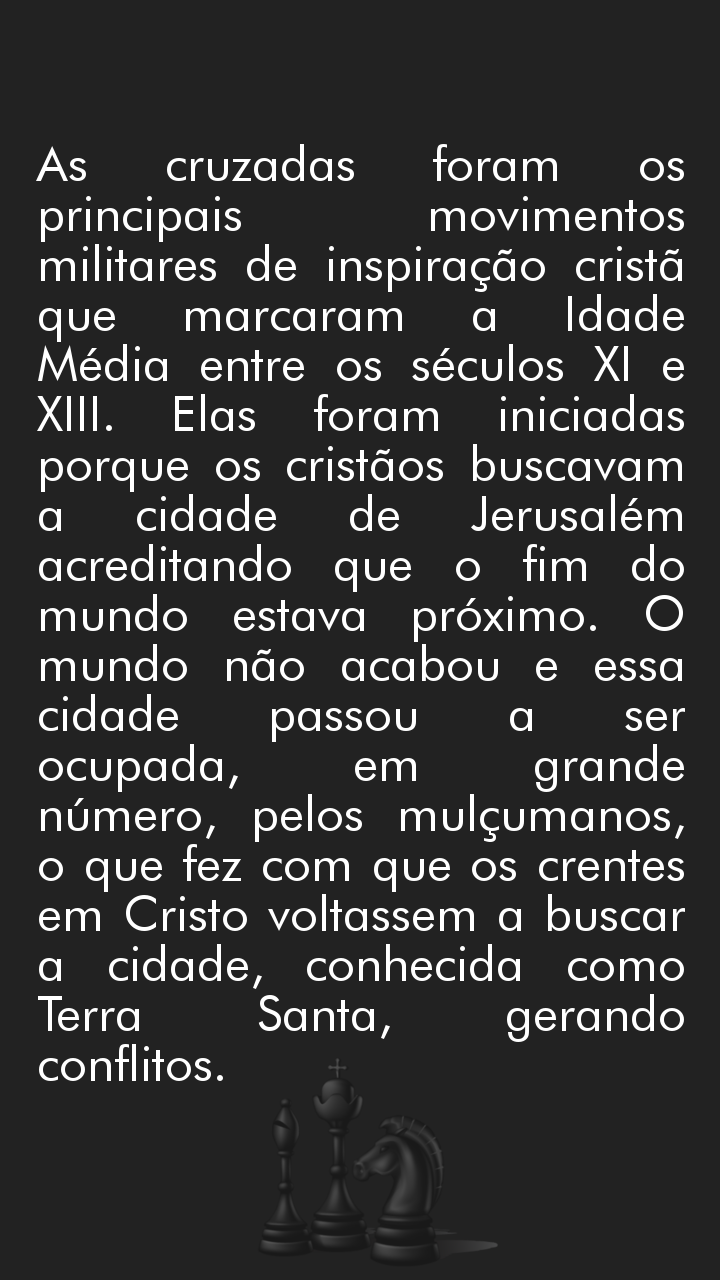 As cruzadas foram os
principais movimentos
militares de inspiração cristã
que marcaram a Idade
Média entre os séculos XI e
XIII. Elas foram iniciadas
porque os cristãos buscavam
a cidade de Jerusalém
acreditando que o fim do
mundo estava próximo. O
mundo não acabou e essa
cidade passou a ser
ocupada, em grande
número, pelos mulçumanos,
o que fez com que os crentes
em Cristo voltassem a buscar
a cidade, conhecida como
Terra Santa, gerando
conflitos.